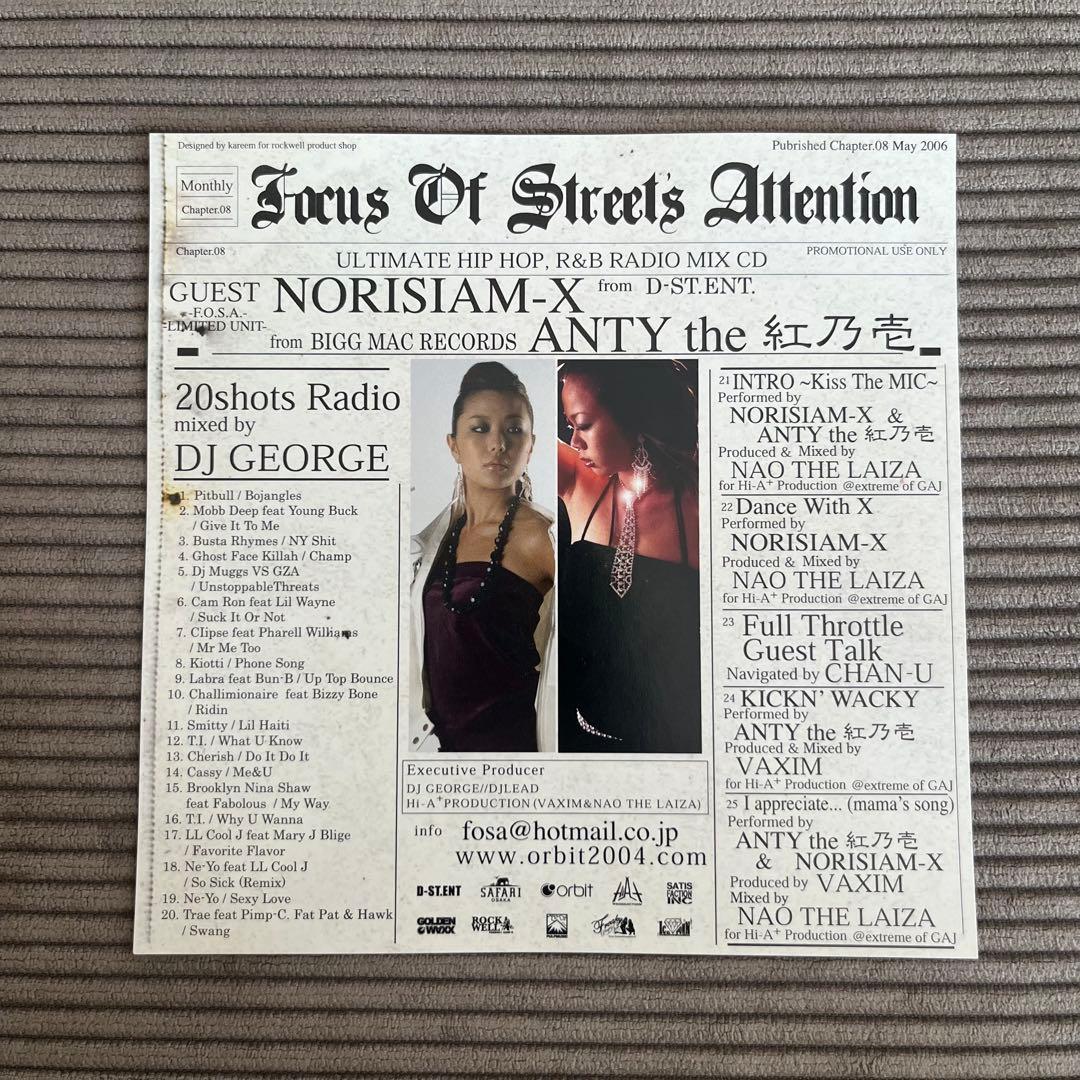 Designed by kareem for rockwell product shop
Pubrished Chapter.08 May 2006
Monthly
Chapter.08
Focus Of Street's Attention
Chapter.08
ULTIMATE HIP HOP, R&B RADIO MIX CD
PROMOTIONAL USE ONLY
GUEST
-F.O.S.A.-
-LIMITED UNIT-
NORISIAM-X from D-ST.ENT.
from BIGG MAC RECORDS ANTY the 紅乃壱
20shots Radio
mixed by
DJ GEORGE
1. Pitbull / Bojangles
2. Mobb Deep feat Young Buck
/ Give It To Me
3. Busta Rhymes / NY Shit
4. Ghost Face Killah / Champ
5. Dj Muggs VS GZA
/ UnstoppableThreats
6. Cam Ron feat Lil Wayne
/ Suck It Or Not
7. Clipse feat Pharell Williams
/ Mr Me Too
8. Kiotti / Phone Song
9. Labra feat Bun-B / Up Top Bounce
10. Challimionaire feat Bizzy Bone
/ Ridin
11. Smitty / Lil Haiti
12. T.I. / What U Know
13. Cherish / Do It Do It
14. Cassy / Me&U
15. Brooklyn Nina Shaw
feat Fabolous / My Way
16. T.I. / Why U Wanna
17. LL Cool J feat Mary J Blige
/ Favorite Flavor
18. Ne-Yo feat LL Cool J
/ So Sick (Remix)
19. Ne-Yo / Sexy Love
20. Trae feat Pimp-C. Fat Pat & Hawk
/ Swang
Executive Producer
DJ GEORGE//DJLEAD
Hi-A+PRODUCTION(VAXIM&NAO THE LAIZA)
info fosa@hotmail.co.jp
www.orbit2004.com
D-ST.ENT
SAFARI
OSAKA
orbit
SATIS
FACTION
INC
GOLDEN
WAXX
ROCK
WELL
21 INTRO ~Kiss The MIC~
Performed by
NORISIAM-X &
ANTY the 紅乃壱
Produced & Mixed by
NAO THE LAIZA
for Hi-A+ Production @extreme of GAJ
22 Dance With X
Performed by
NORISIAM-X
Produced & Mixed by
NAO THE LAIZA
for Hi-A+ Production @extreme of GAJ
23 Full Throttle
Guest Talk
Navigated by CHAN-U
24 KICKN' WACKY
Performed by
ANTY the 紅乃壱
Produced & Mixed by
VAXIM
for Hi-A+ Production @extreme of GAJ
25 I appreciate... (mama's song)
Performed by
ANTY the 紅乃壱
& NORISIAM-X
Produced by VAXIM
Mixed by
NAO THE LAIZA
for Hi-A+ Production @extreme of GAJ